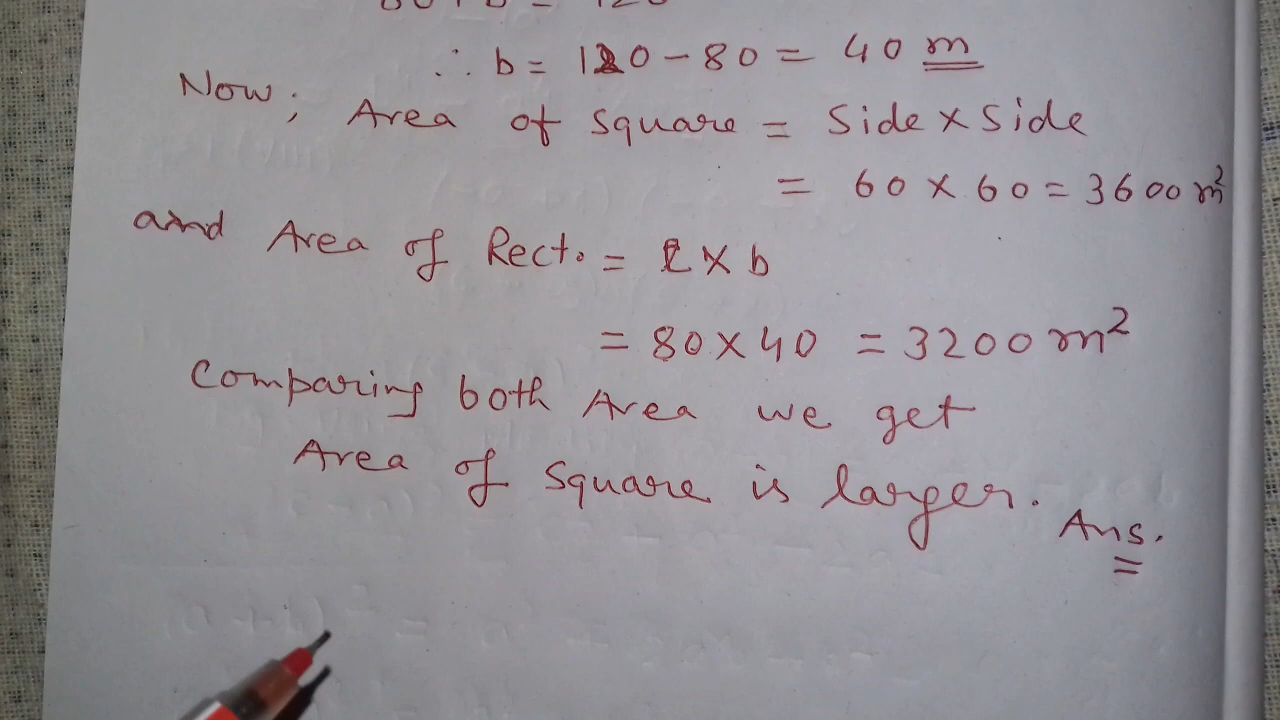 ∴ b = 120 - 80 = 40 m
Now; Area of square = Side × Side
= 60 × 60 = 3600 m²
and Area of Rect. = l × b
= 80 × 40 = 3200 m²
Comparing both Area we get
Area of Square is larger.
Ans.